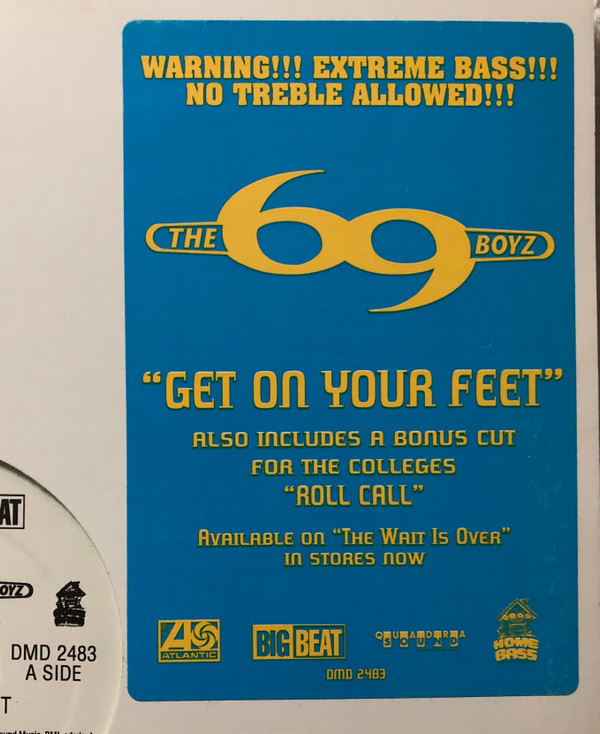 WARNING!!! EXTREME BASS!!!
NO TREBLE ALLOWED!!!
THE 69 BOYZ
"GET ON YOUR FEET"
ALSO INCLUDES A BONUS CUT
FOR THE COLLEGES
"ROLL CALL"
AVAILABLE ON "THE WAIT IS OVER"
IN STORES NOW
ATLANTIC
BIG BEAT
QUADRASOUND
HOME
BASS
DMD 2483
AT
OYZ
DMD 2483
A SIDE
T